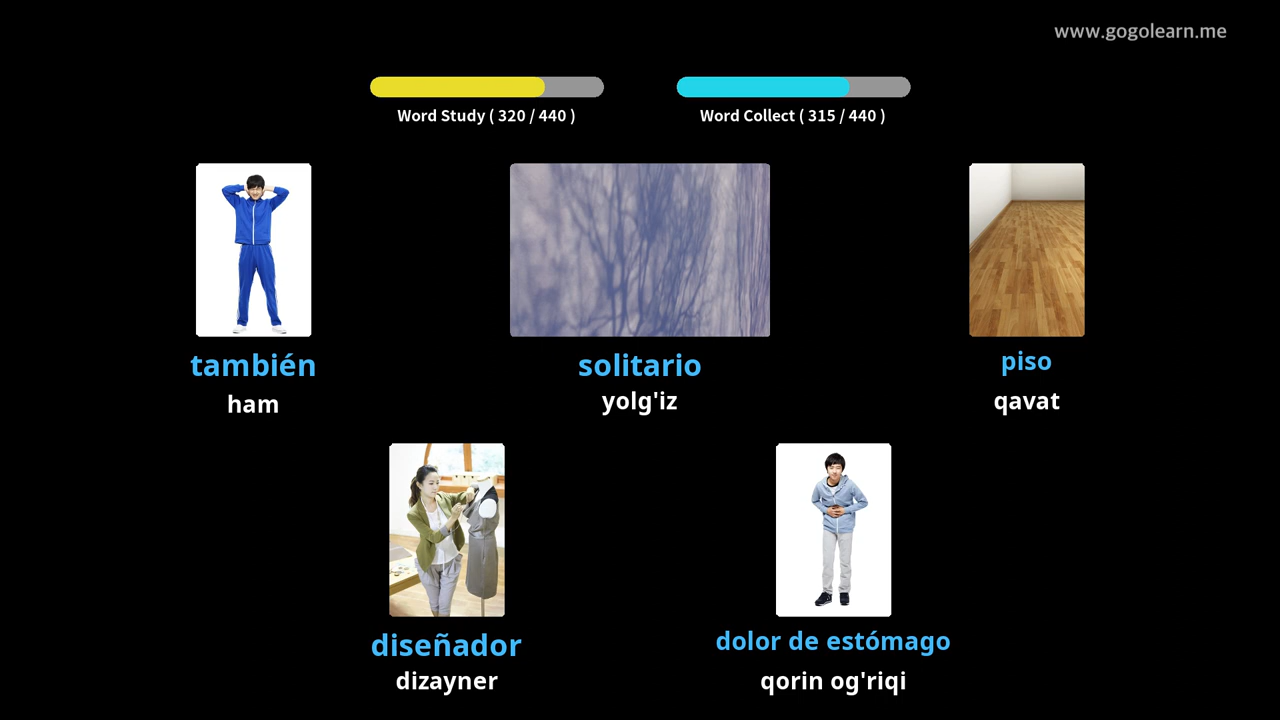 www.gogolearn.me
Word Study ( 320 / 440 )
Word Collect ( 315 / 440 )
también
ham
solitario
yolg'iz
piso
qavat
diseñador
dizayner
dolor de estómago
qorin og'riqi